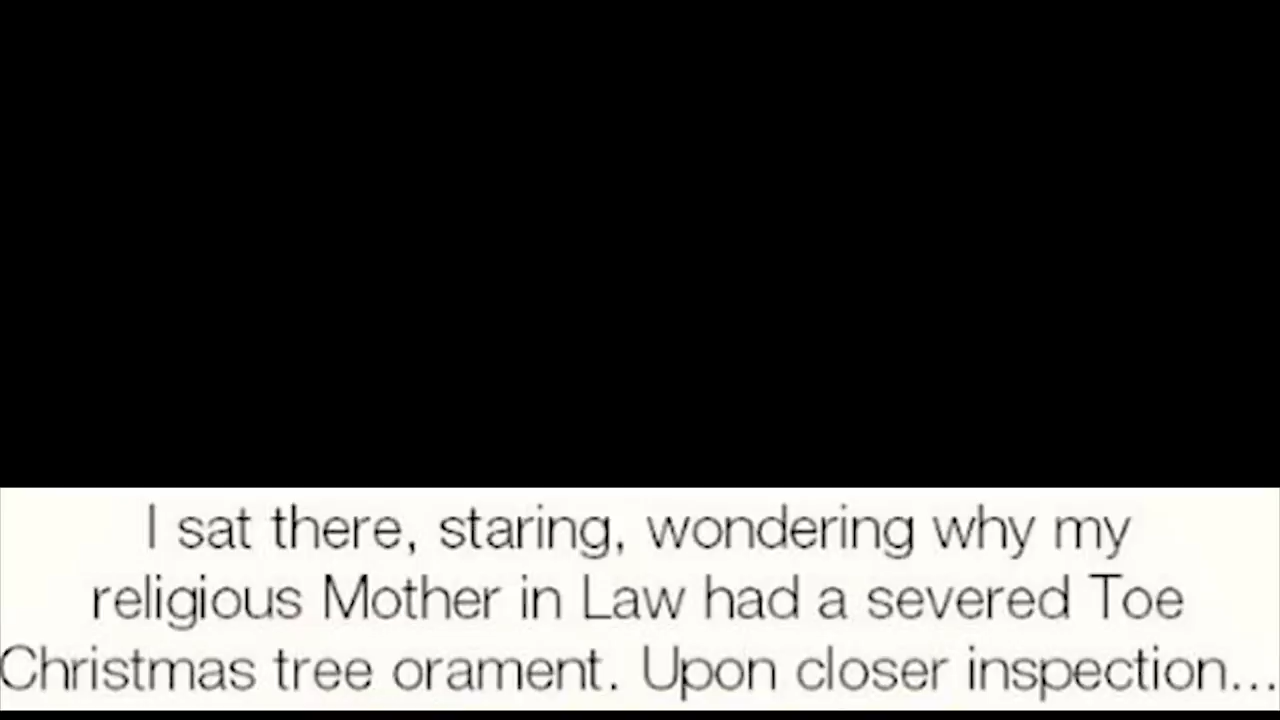 I sat there, staring, wondering why my
religious Mother in Law had a severed Toe
Christmas tree orament. Upon closer inspection...